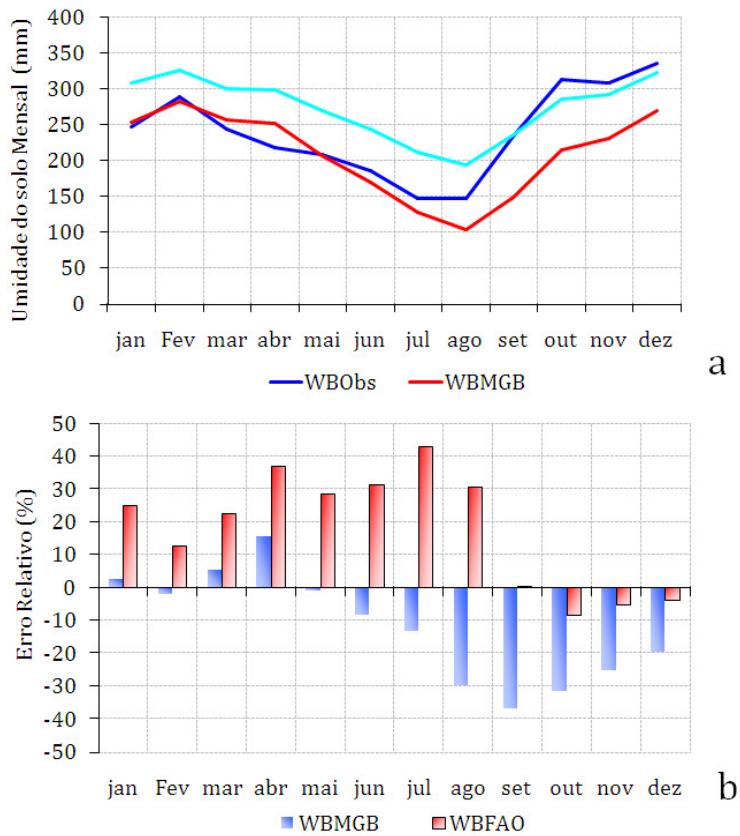 Umidade do solo Mensal (mm)
400
350
300
250
200
150
100
50
0
jan Fev mar abr mai jun jul ago set out nov dez
WBObs WBMGB
a
Erro Relativo (%)
50
40
30
20
10
0
-10
-20
-30
-40
-50
jan Fev mar abr mai jun jul ago set out nov dez
WBMGB WBFAO
b